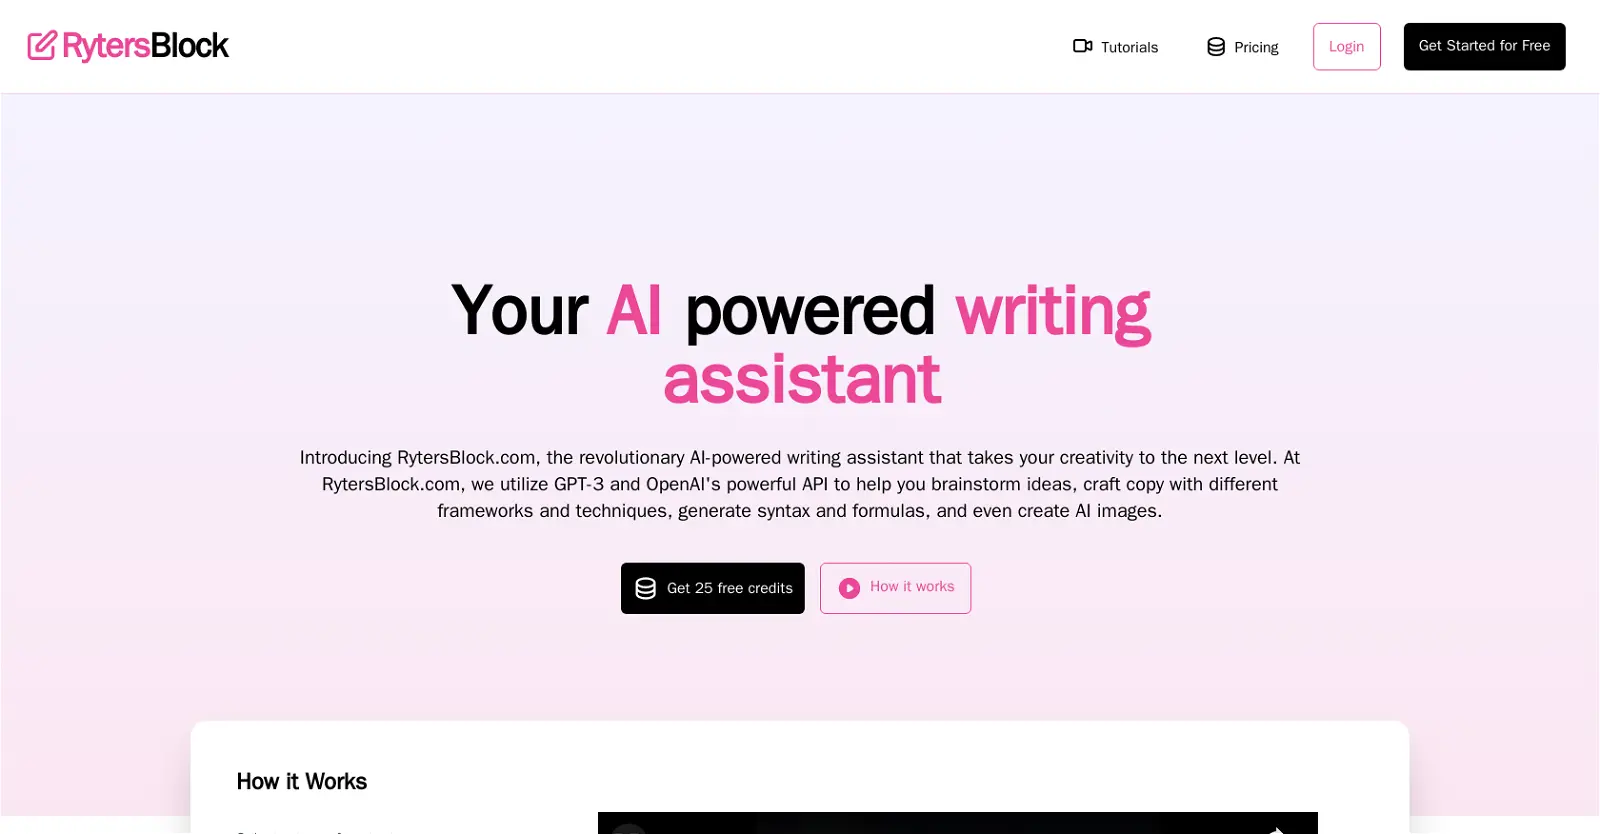 RytersBlock
Tutorials
Pricing
Login
Get Started for Free
Your AI powered writing
assistant
Introducing RytersBlock.com, the revolutionary AI-powered writing assistant that takes your creativity to the next level. At
RytersBlock.com, we utilize GPT-3 and OpenAI's powerful API to help you brainstorm ideas, craft copy with different
frameworks and techniques, generate syntax and formulas, and even create AI images.
Get 25 free credits
How it works
How it Works